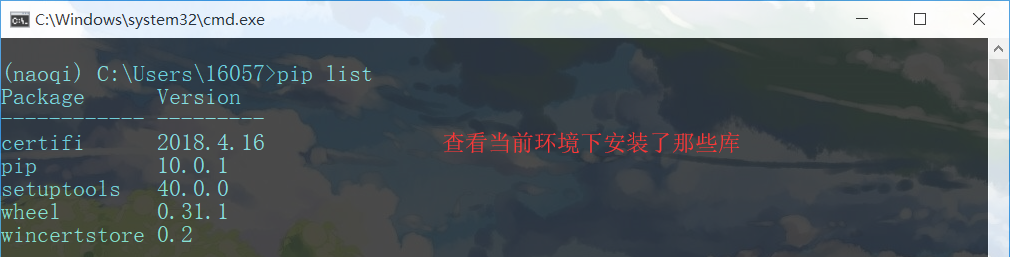 C:\Windows\system32\cmd.exe
(naoqi) C:\Users\16057>pip list
Package      Version
------------ ---------
certifi      2018.4.16
查看当前环境下安装了那些库
pip          10.0.1
setuptools   40.0.0
wheel        0.31.1
wincertstore 0.2